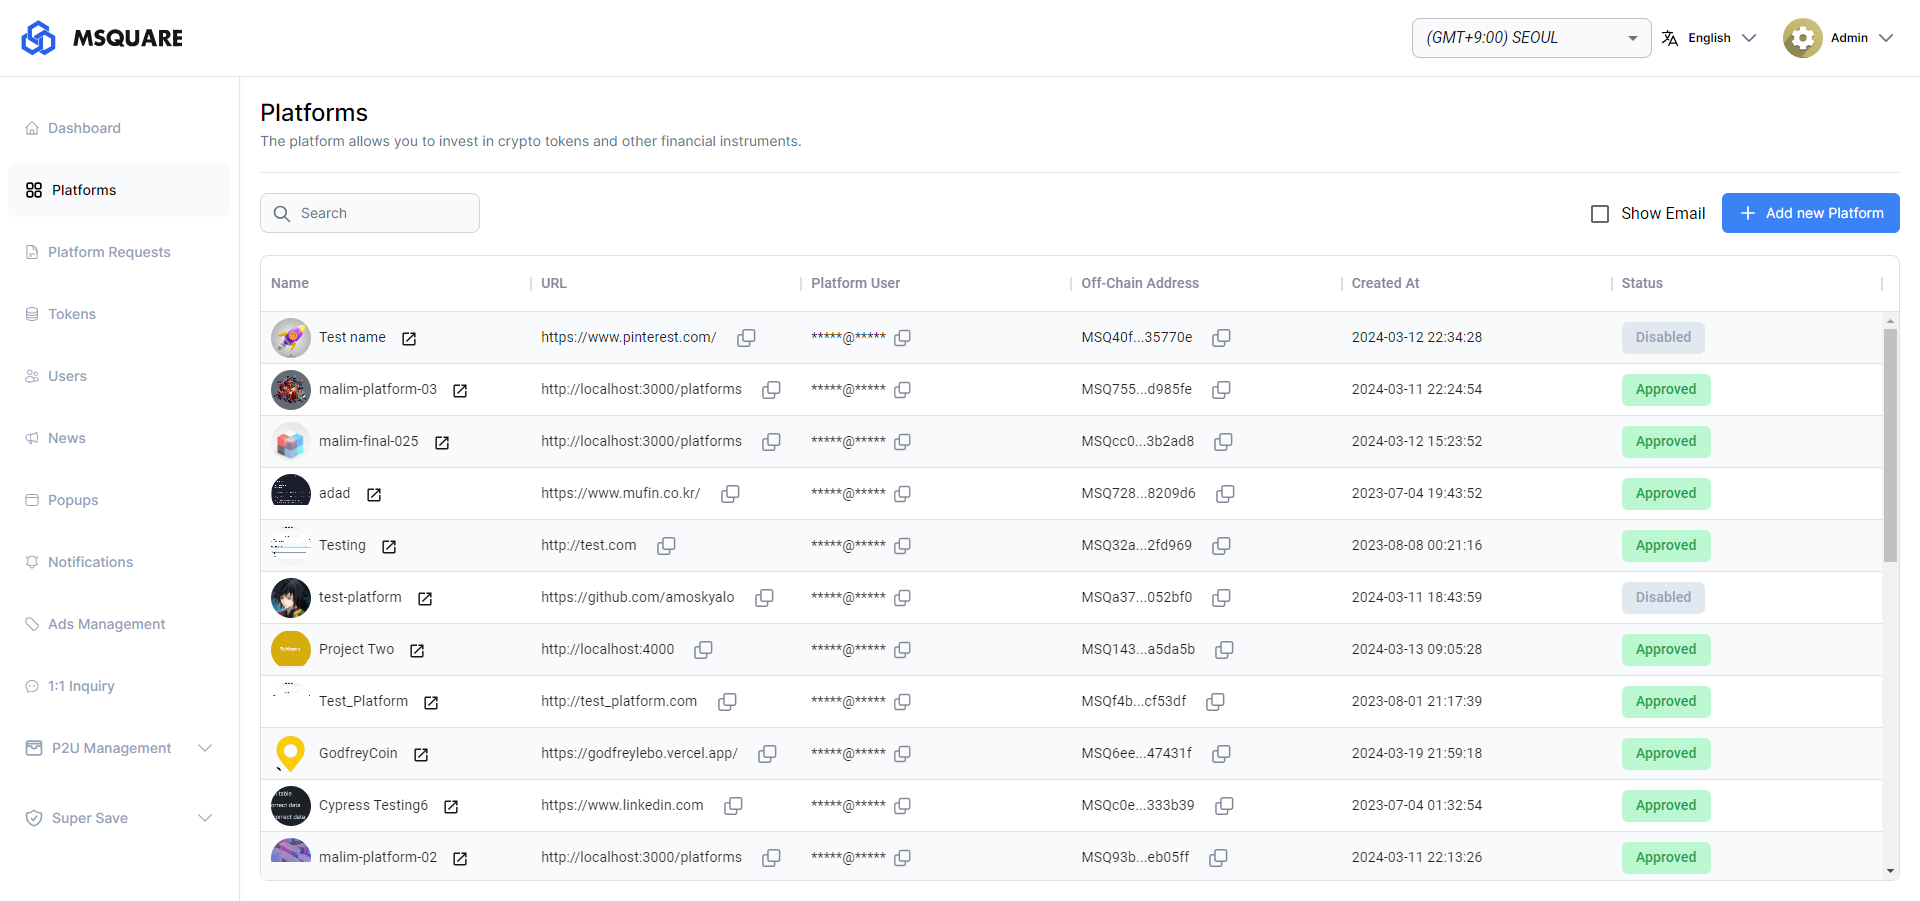 MSQUARE
(GMT+9:00) SEOUL
English
Admin
Dashboard
Platforms
Platform Requests
Tokens
Users
News
Popups
Notifications
Ads Management
1:1 Inquiry
P2U Management
Super Save
Platforms
The platform allows you to invest in crypto tokens and other financial instruments.
Search
Show Email
Add new Platform
Name URL Platform User Off-Chain Address Created At Status
Test name https://www.pinterest.com/ *****@***** MSQ40f...35770e 2024-03-12 22:34:28 Disabled
malim-platform-03 http://localhost:3000/platforms *****@***** MSQ755...d985fe 2024-03-11 22:24:54 Approved
malim-final-025 http://localhost:3000/platforms *****@***** MSQcc0...3b2ad8 2024-03-12 15:23:52 Approved
adad https://www.mufin.co.kr/ *****@***** MSQ728...8209d6 2023-07-04 19:43:52 Approved
Testing http://test.com *****@***** MSQ32a...2fd969 2023-08-08 00:21:16 Approved
test-platform https://github.com/amoskyalo *****@***** MSQa37...052bf0 2024-03-11 18:43:59 Disabled
Project Two http://localhost:4000 *****@***** MSQ143...a5da5b 2024-03-13 09:05:28 Approved
Test_Platform http://test_platform.com *****@***** MSQf4b...cf53df 2023-08-01 21:17:39 Approved
GodfreyCoin https://godfreylebo.vercel.app/ *****@***** MSQ6ee...47431f 2024-03-19 21:59:18 Approved
Cypress Testing6 https://www.linkedin.com *****@***** MSQc0e...333b39 2023-07-04 01:32:54 Approved
malim-platform-02 http://localhost:3000/platforms *****@***** MSQ93b...eb05ff 2024-03-11 22:13:26 Approved